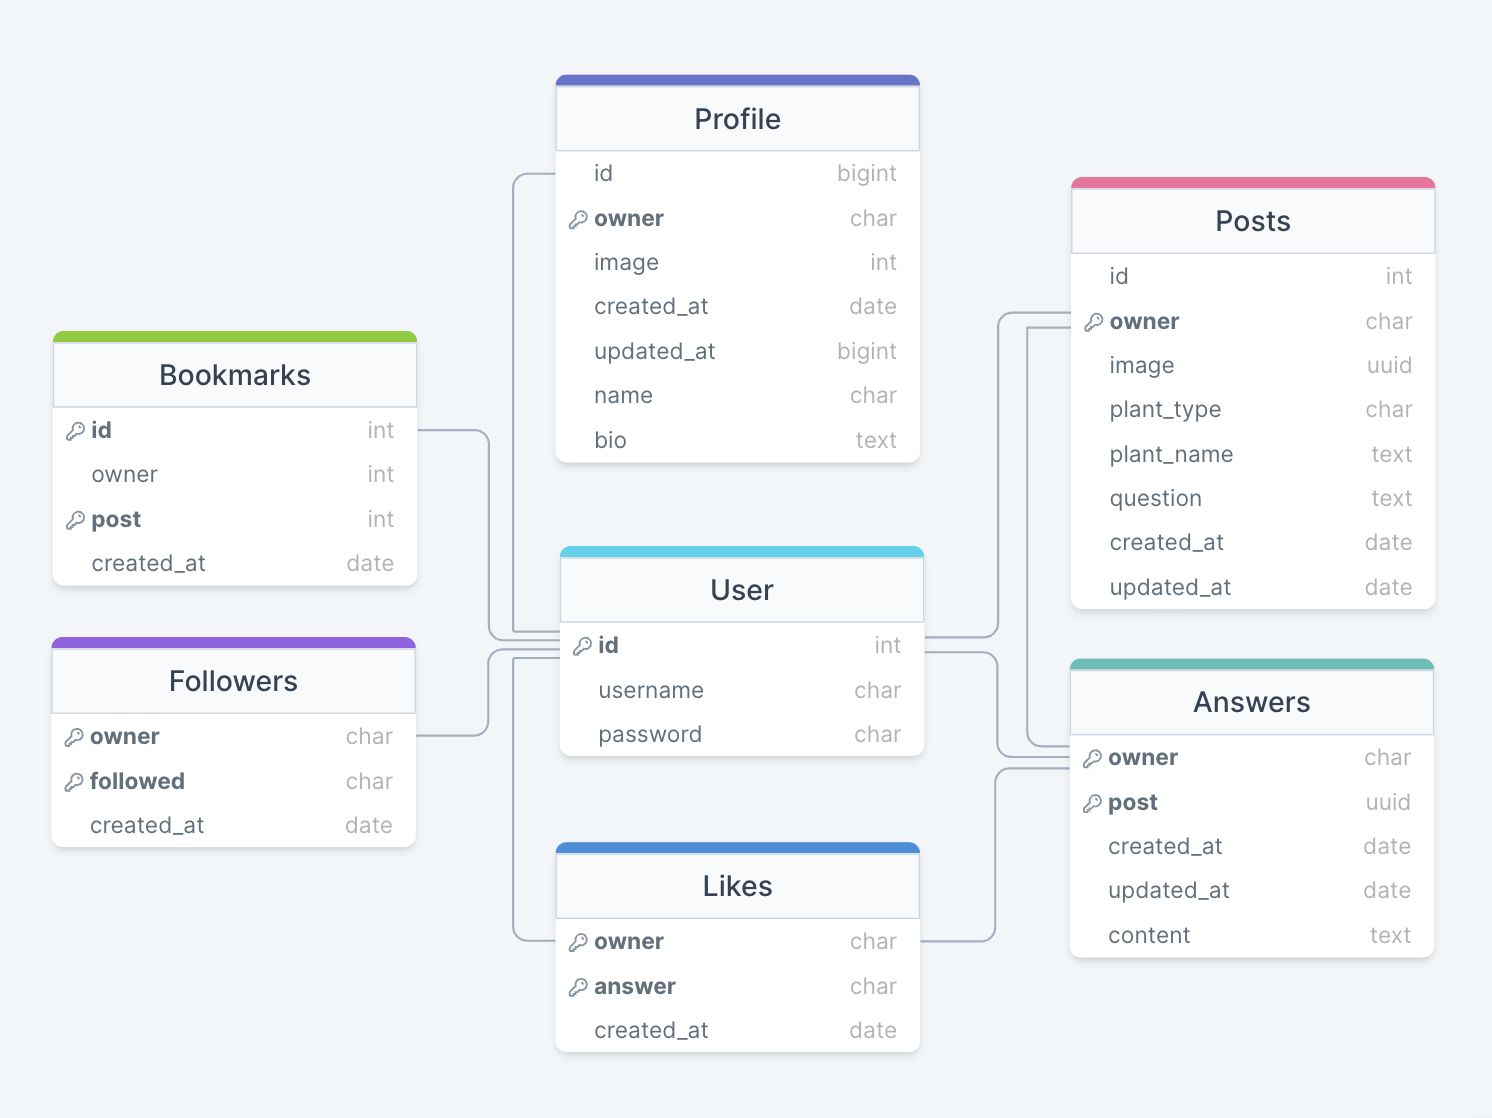 Profile
id bigint
owner char
image int
created_at date
updated_at bigint
name char
bio text
Posts
id int
owner char
image uuid
plant_type char
plant_name text
question text
created_at date
updated_at date
Bookmarks
id int
owner int
post int
created_at date
User
id int
username char
password char
Followers
owner char
followed char
created_at date
Answers
owner char
post uuid
created_at date
updated_at date
content text
Likes
owner char
answer char
created_at date